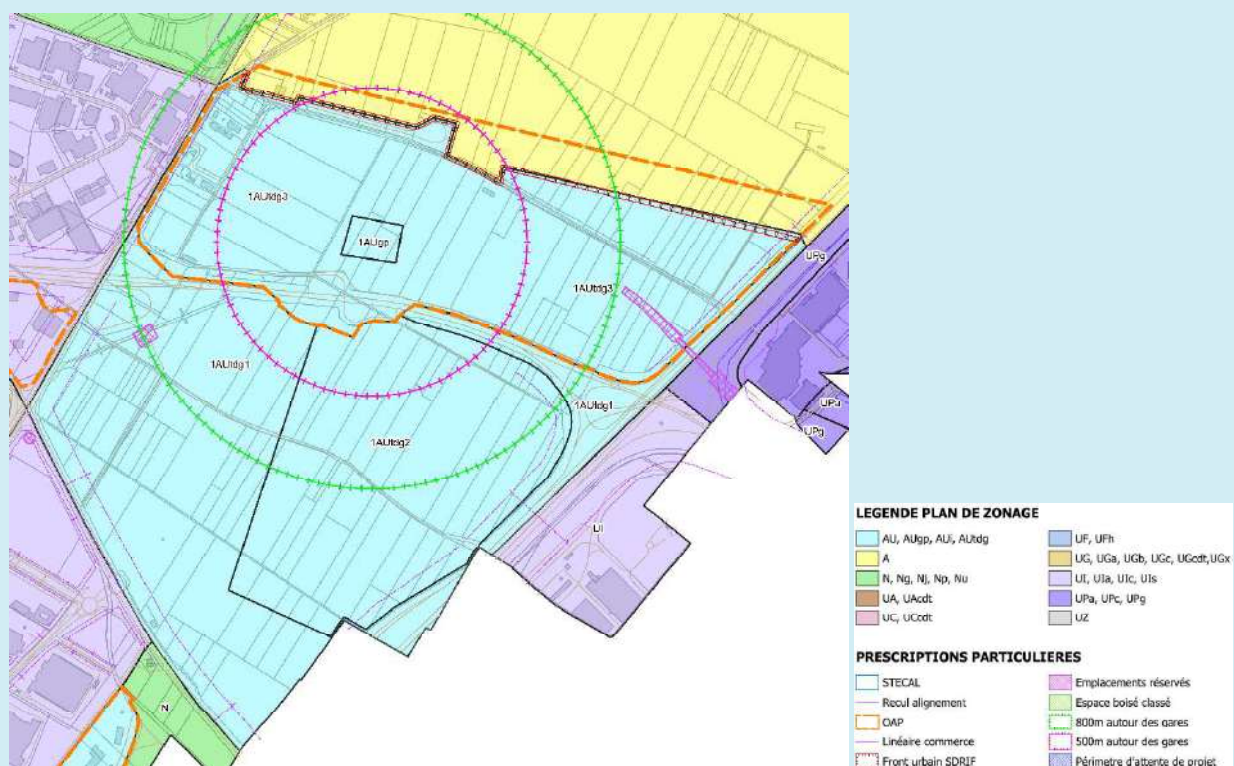 1AUtdg3
1AUgp
UPg
1AUtdg3
1AUtdg1
1AUtdg1
UPa
1AUtdg2
UPg
UI
N
LEGENDE PLAN DE ZONAGE
AU, AUgp, AUi, AUtdg
A
N, Ng, Nj, Np, Nu
UA, UAcdt
UC, UCcdt
UF, UFh
UG, UGa, UGb, UGc, UGcdt,UGx
UI, UIa, UIc, UIs
UPa, UPc, UPg
UZ
PRESCRIPTIONS PARTICULIERES
STECAL
Recul alignement
OAP
Linéaire commerce
Front urbain SDRIF
Emplacements réservés
Espace boisé classé
800m autour des gares
500m autour des gares
Périmetre d'attente de projet